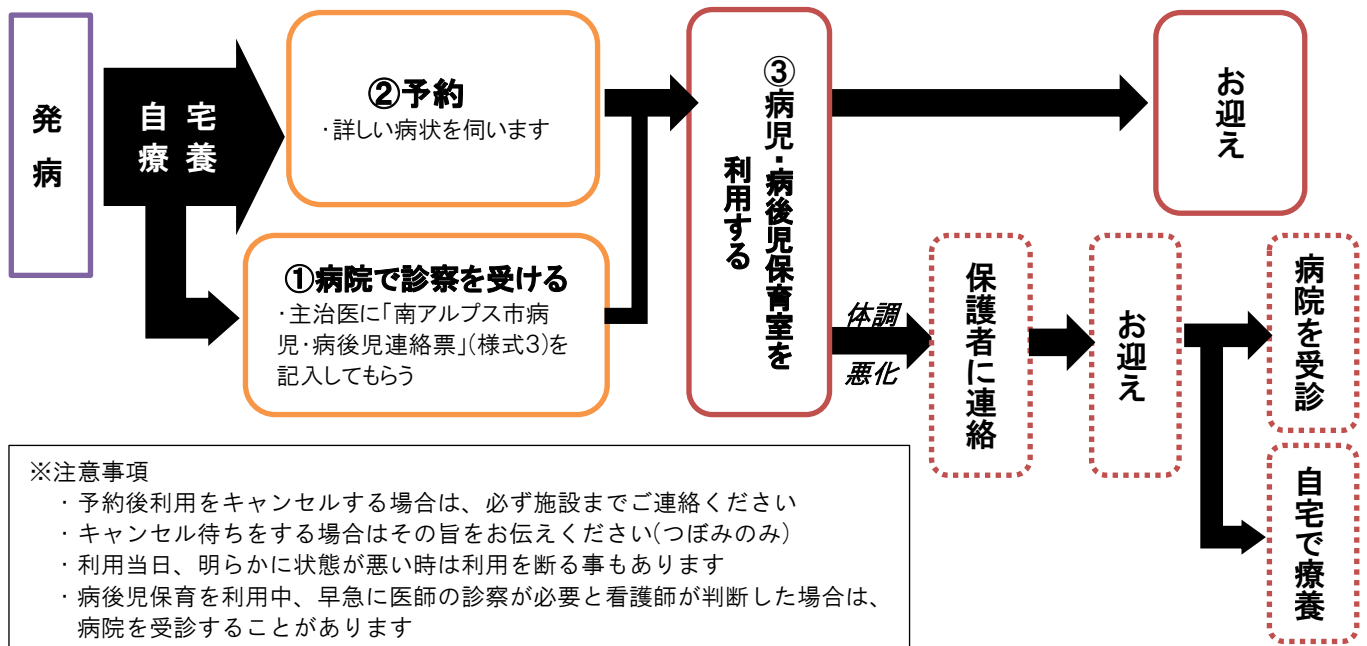 発病
自宅
療養
②予約
・詳しい病状を伺います
①病院で診察を受ける
・主治医に「南アルプス市病
児・病後児連絡票」(様式3)を
記入してもらう
③病児・病後児保育室を
利用する
お迎え
体調
悪化
保護者に連絡
お迎え
病院を受診
自宅で療養
※注意事項
・予約後利用をキャンセルする場合は、必ず施設までご連絡ください
・キャンセル待ちをする場合はその旨をお伝えください(つぼみのみ)
・利用当日、明らかに状態が悪い時は利用を断る事もあります
・病後児保育を利用中、早急に医師の診察が必要と看護師が判断した場合は、
病院を受診することがあります